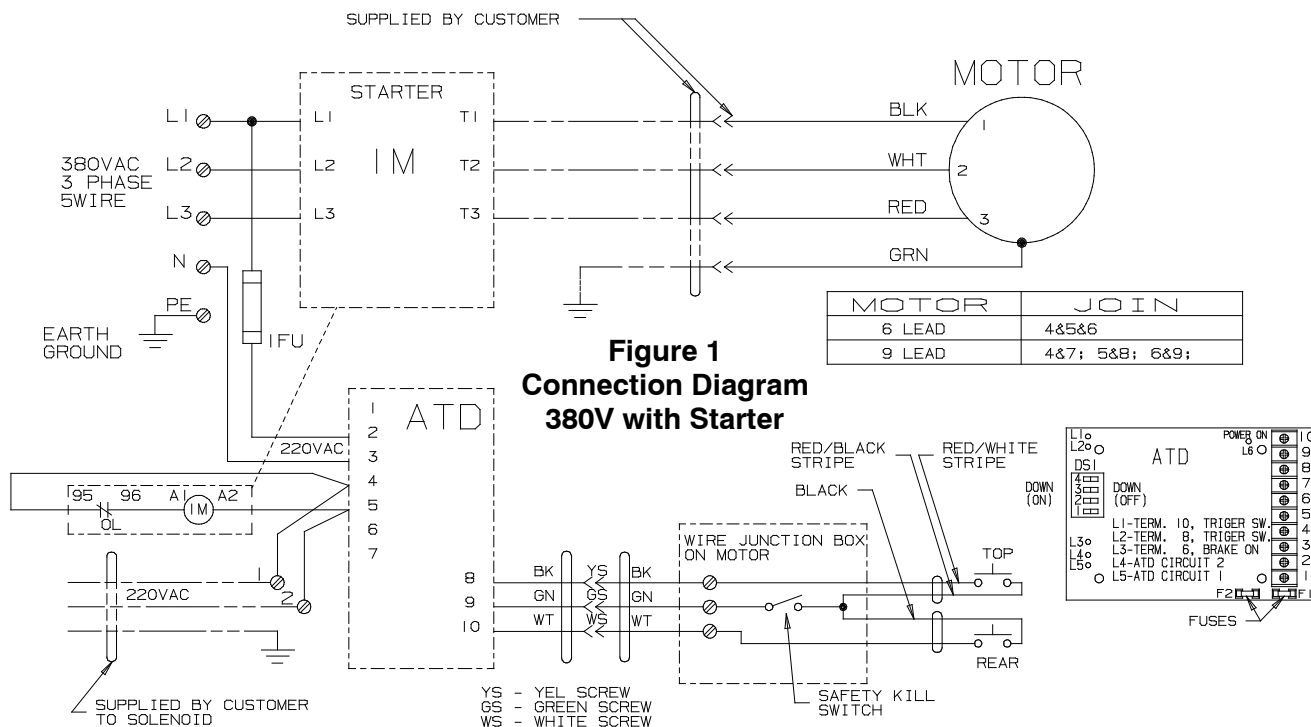 SUPPLIED BY CUSTOMER
MOTOR
STARTER
L1
L1
T1
BLK
1
380VAC
3 PHASE
5WIRE
L2
L2
1M
T2
WHT
2
L3
L3
T3
RED
3
N
GRN
PE
EARTH
GROUND
1FU
MOTOR JOIN
6 LEAD 4&5&6
9 LEAD 4&7; 5&8; 6&9;
Figure 1
Connection Diagram
380V with Starter
ATD
1
2
3
4
5
6
7
8
9
10
220VAC
95 96 A1 A2
OL
1M
1
220VAC
2
SUPPLIED BY CUSTOMER
TO SOLENOID
BK YS BK
GN GS GN
WT WS WT
YS - YEL SCREW
GS - GREEN SCREW
WS - WHITE SCREW
WIRE JUNCTION BOX
ON MOTOR
RED/BLACK
STRIPE
RED/WHITE
STRIPE
BLACK
TOP
REAR
SAFETY KILL
SWITCH
L1
L2
DS1
4
3
2
1
DOWN
(ON)
DOWN
(OFF)
ATD
POWER ON
L6
L1-TERM. 10, TRIGER SW.
L2-TERM. 8, TRIGER SW.
L3-TERM. 6, BRAKE ON
L4-ATD CIRCUIT 2
L5-ATD CIRCUIT 1
L3
L4
L5
10
9
8
7
6
5
4
3
2
1
F2
F1
FUSES